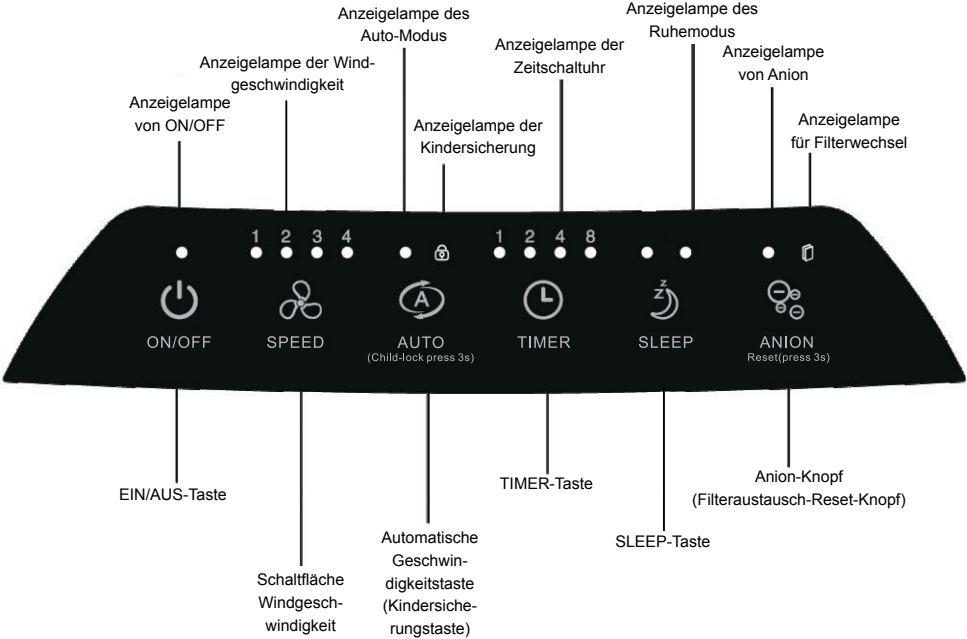 Anzeigelampe
von ON/OFF
Anzeigelampe der Wind-
geschwindigkeit
Anzeigelampe des
Auto-Modus
Anzeigelampe der
Kindersicherung
Anzeigelampe der
Zeitschaltuhr
Anzeigelampe des
Ruhemodus
Anzeigelampe
von Anion
Anzeigelampe
für Filterwechsel
1 2 3 4
1 2 4 8
ON/OFF
SPEED
AUTO
(Child-lock press 3s)
TIMER
SLEEP
ANION
Reset(press 3s)
EIN/AUS-Taste
Schaltfläche
Windgesch-
windigkeit
Automatische
Geschwin-
digkeitstaste
(Kindersiche-
rungstaste)
TIMER-Taste
SLEEP-Taste
Anion-Knopf
(Filteraustausch-Reset-Knopf)